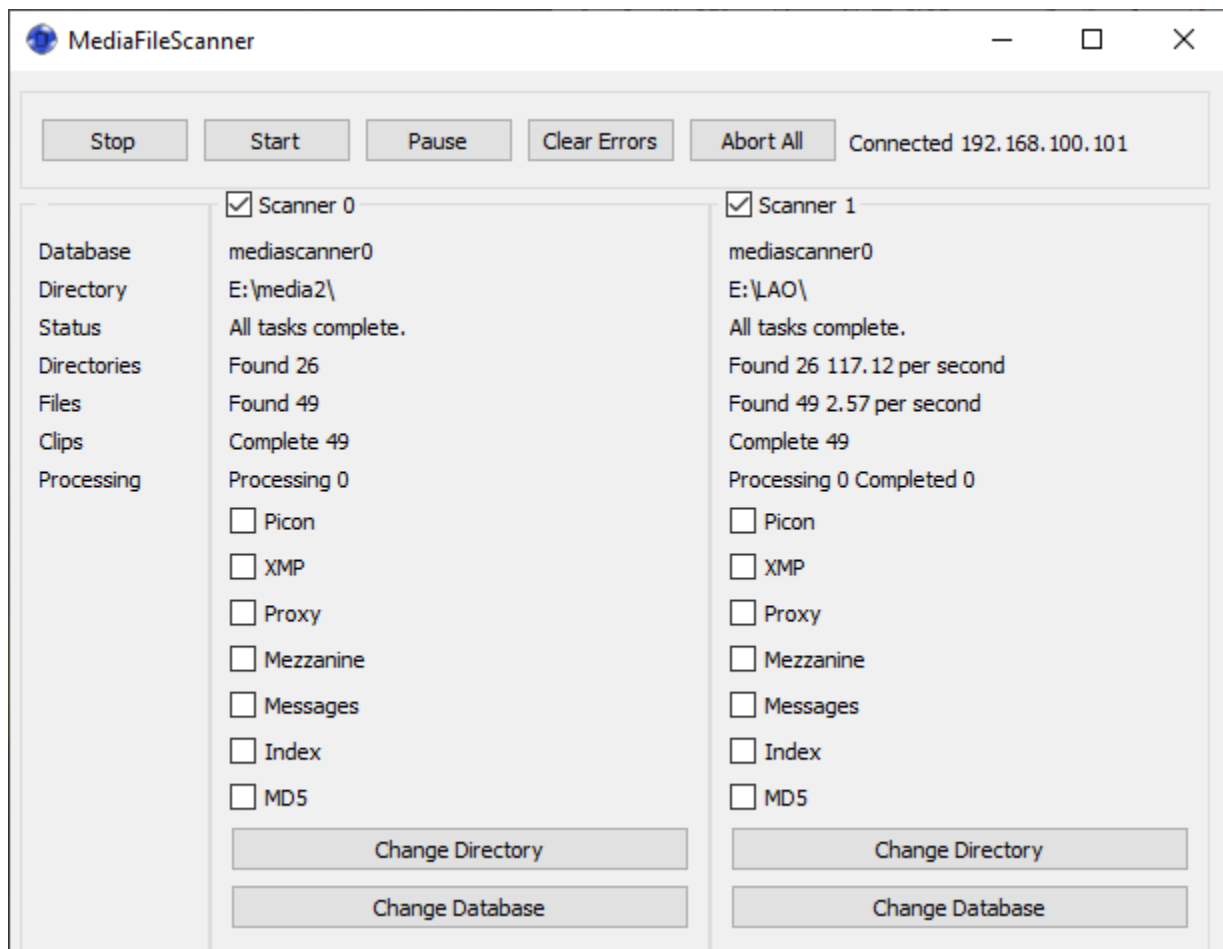 MediaFileScanner
Stop Start Pause Clear Errors Abort All Connected 192.168.100.101
Scanner 0 Scanner 1
Database mediascanner0 mediascanner0
Directory E:\media2\ E:\LAO\
Status All tasks complete. All tasks complete.
Directories Found 26 Found 26 117.12 per second
Files Found 49 Found 49 2.57 per second
Clips Complete 49 Complete 49
Processing Processing 0 Processing 0 Completed 0
Picon Picon
XMP XMP
Proxy Proxy
Mezzanine Mezzanine
Messages Messages
Index Index
MD5 MD5
Change Directory Change Directory
Change Database Change Database